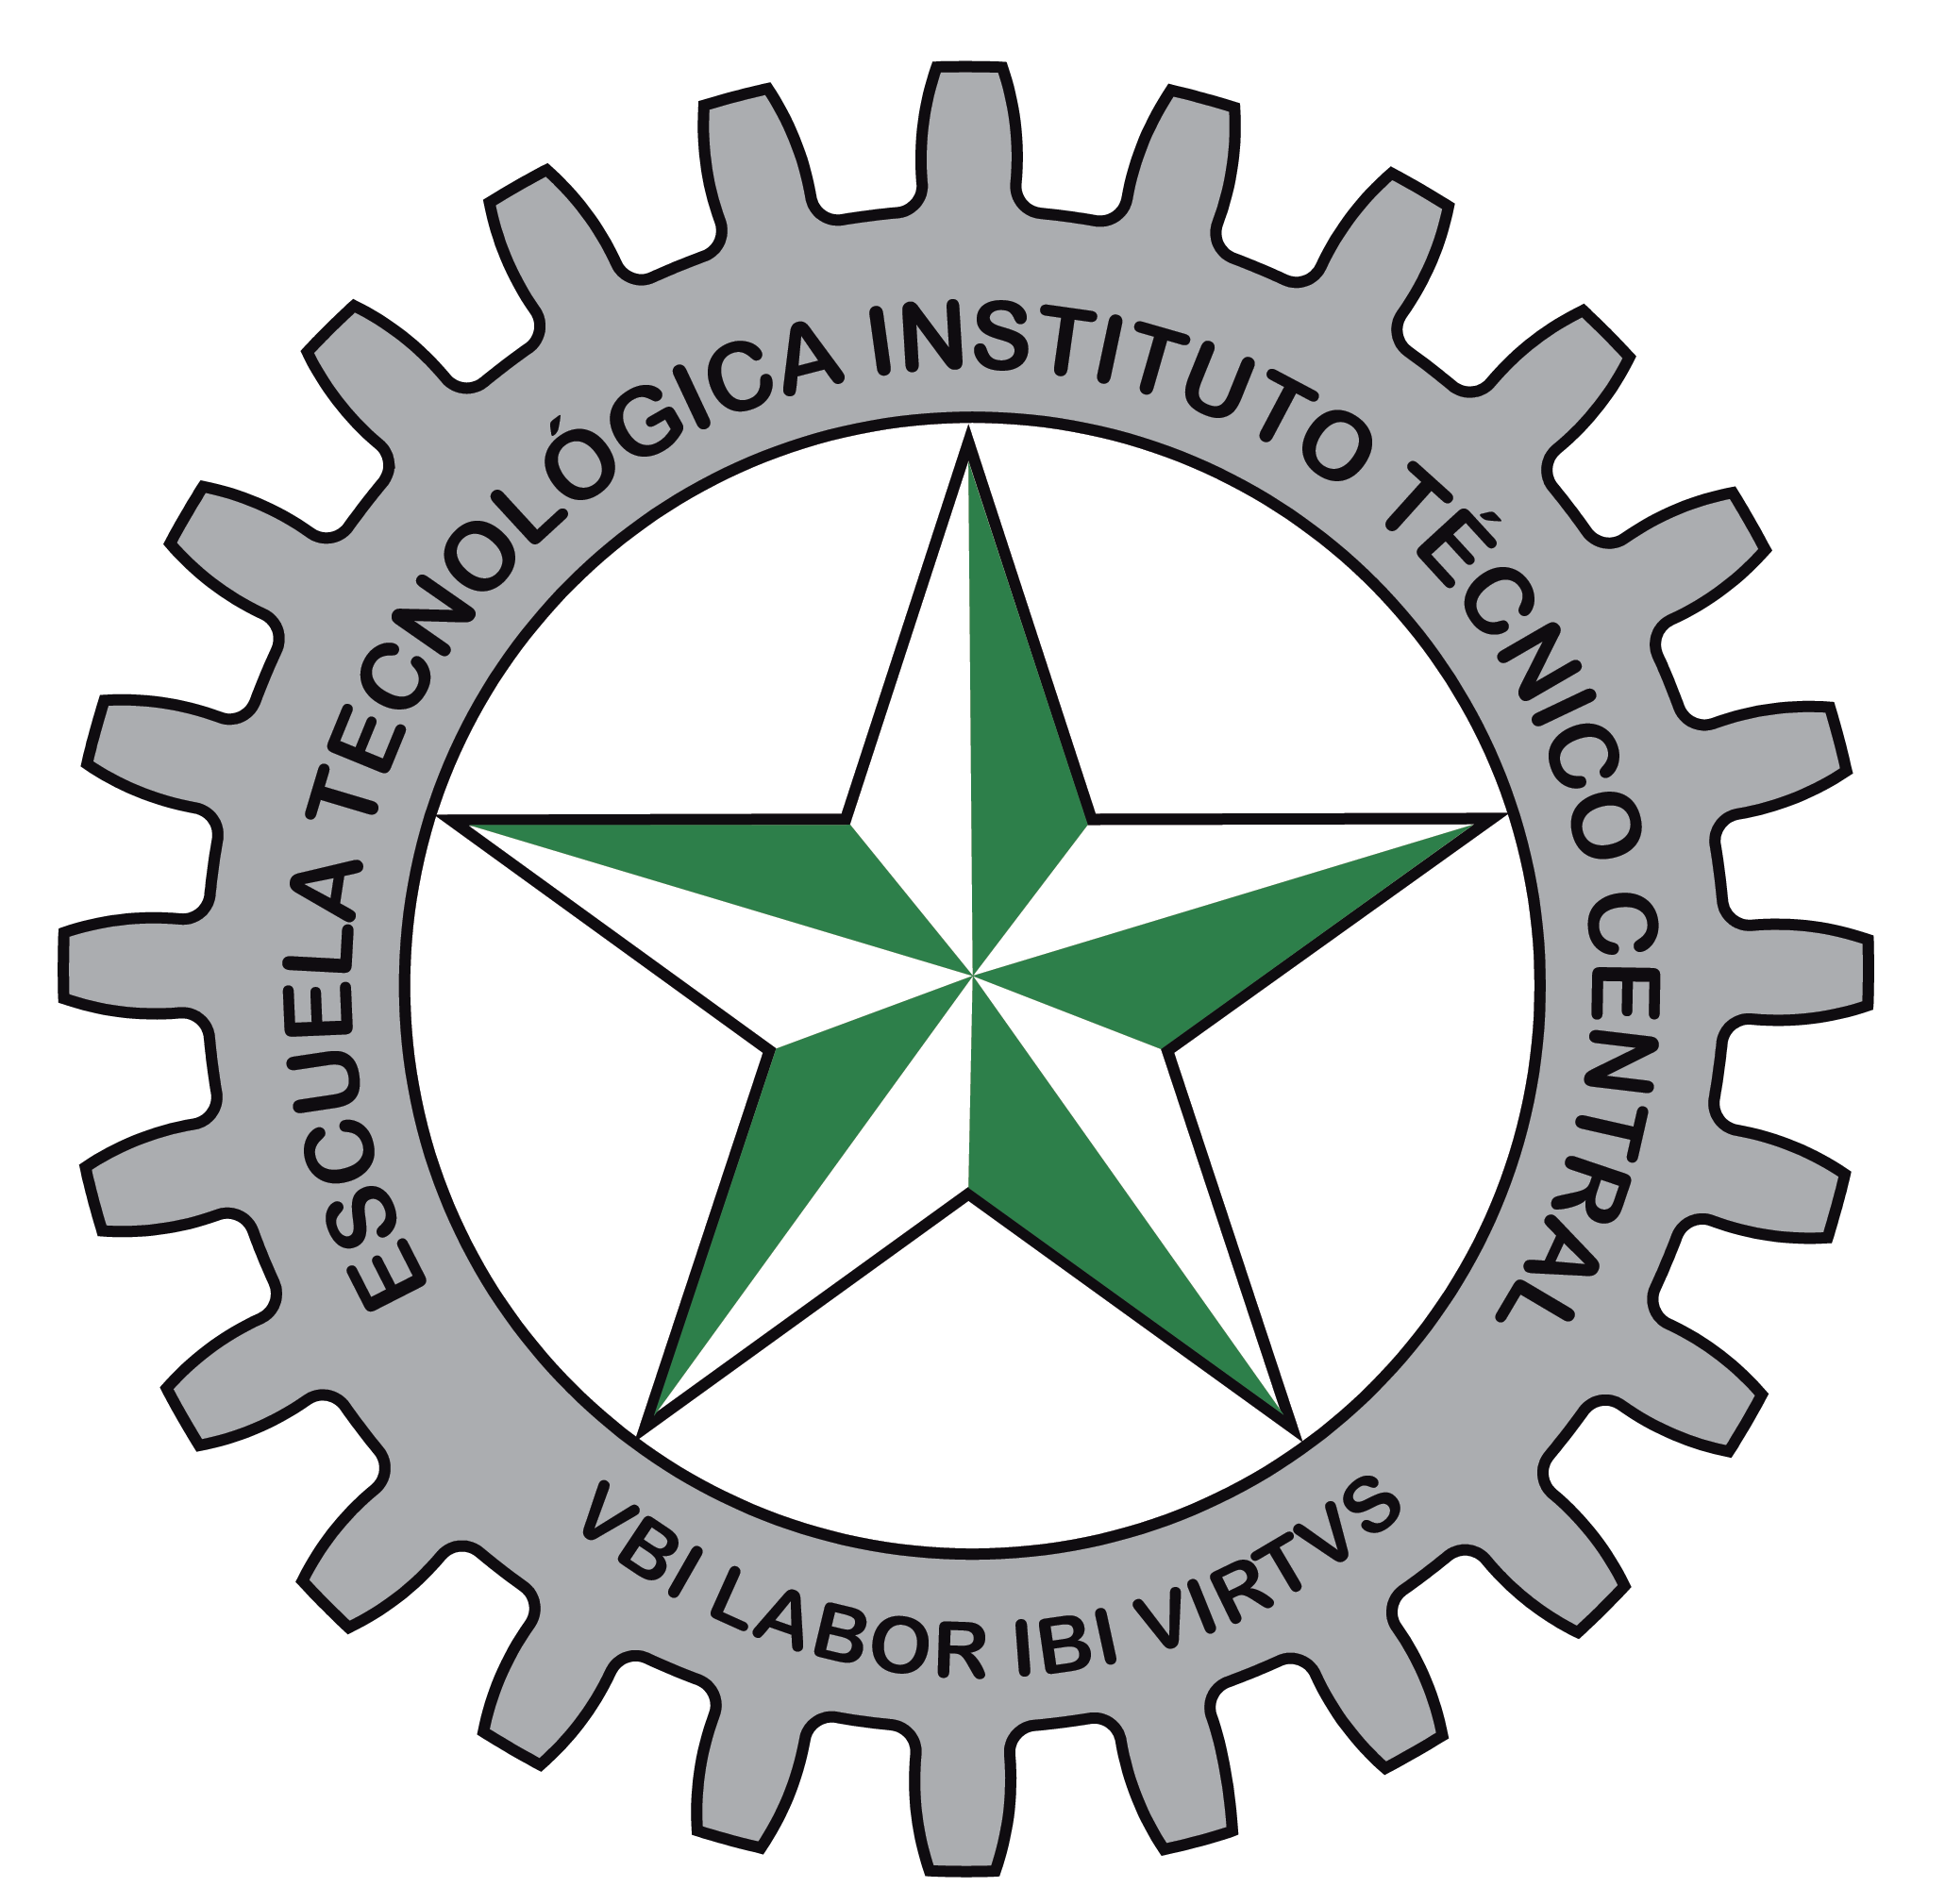 ESCUELA TECNOLÓGICA INSTITUTO TÉCNICO CENTRAL
VBI LABOR IBI VIRTVS